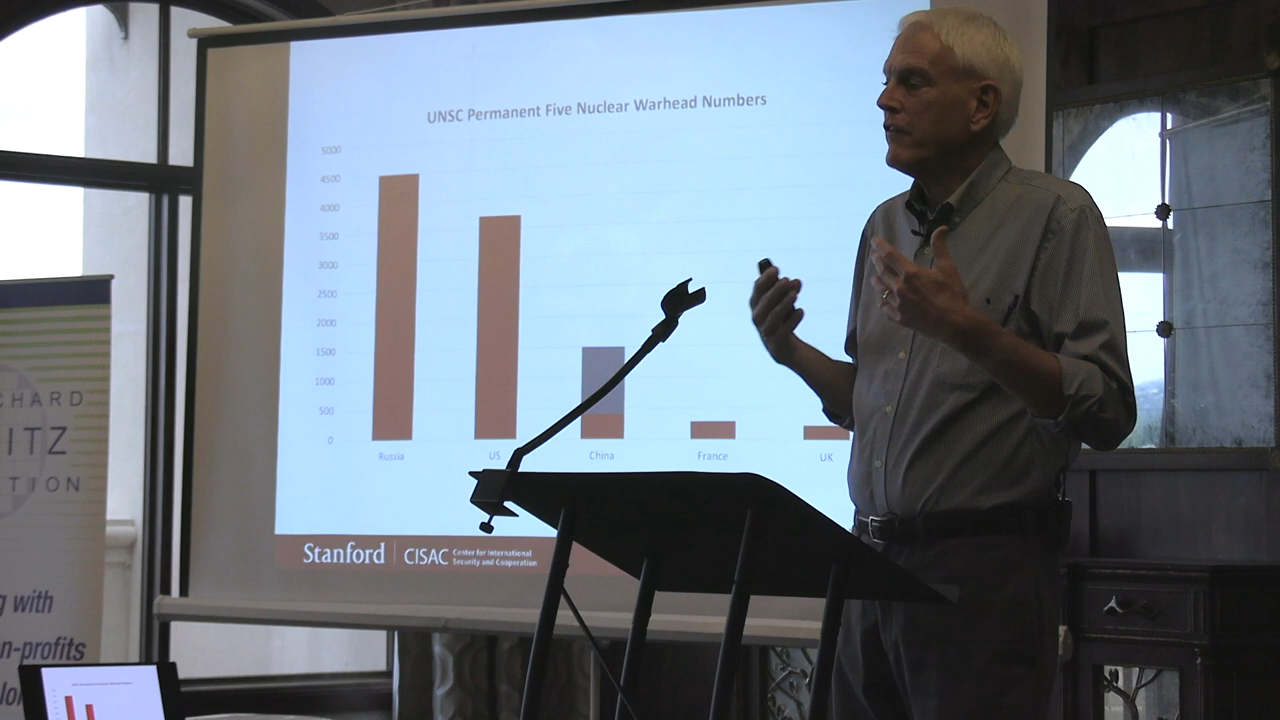 UNSC Permanent Five Nuclear Warhead Numbers
5000
4500
4000
3500
3000
2500
2000
1500
1000
500
0
Russia
US
China
France
UK
Stanford
CISAC
Center for International
Security and Cooperation
CHARD
ITZ
TION
g with
n-profits